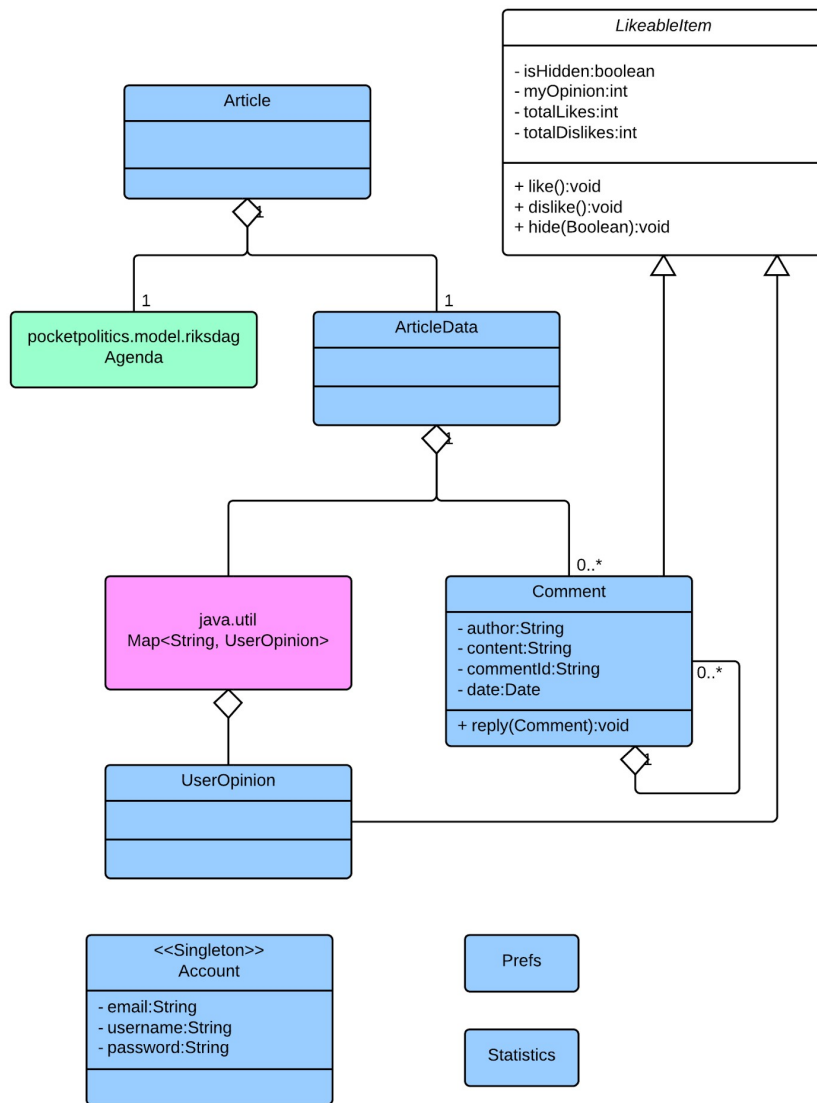 LikeableItem
- isHidden:boolean
- myOpinion:int
- totalLikes:int
- totalDislikes:int
+ like():void
+ dislike():void
+ hide(Boolean):void
Article
1
1
1
pocketpolitics.model.riksdag
Agenda
ArticleData
1
0..*
java.util
Map<String, UserOpinion>
Comment
- author:String
- content:String
- commentId:String
- date:Date
+ reply(Comment):void
0..*
1
UserOpinion
<<Singleton>>
Account
- email:String
- username:String
- password:String
Prefs
Statistics